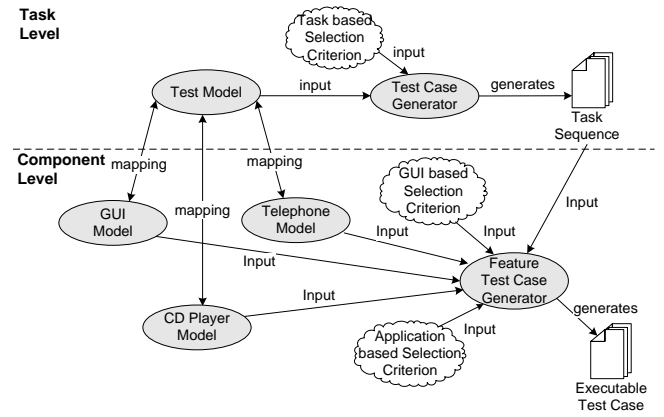 Task
Level
Task based
Selection
Criterion
input
Test Model
input
Test Case
Generator
generates
Task
Sequence
Component
Level
mapping
mapping
mapping
GUI based
Selection
Criterion
Input
GUI
Model
Telephone
Model
Input
Input
Input
Feature
Test Case
Generator
Input
generates
CD Player
Model
Application
based Selection
Criterion
Input
Executable
Test Case